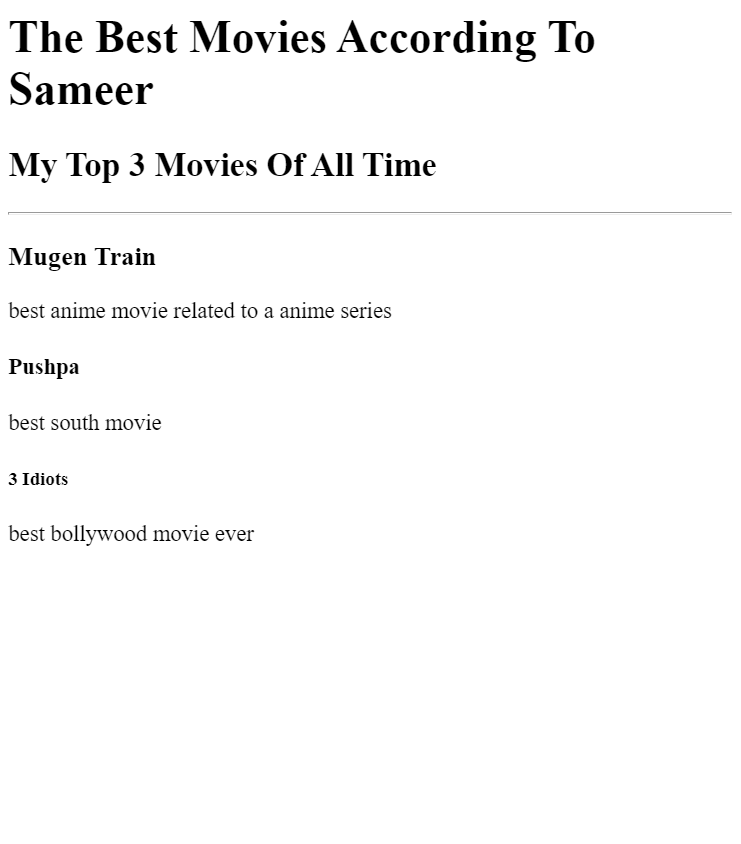 The Best Movies According To
Sameer
My Top 3 Movies Of All Time
Mugen Train
best anime movie related to a anime series
Pushpa
best south movie
3 Idiots
best bollywood movie ever